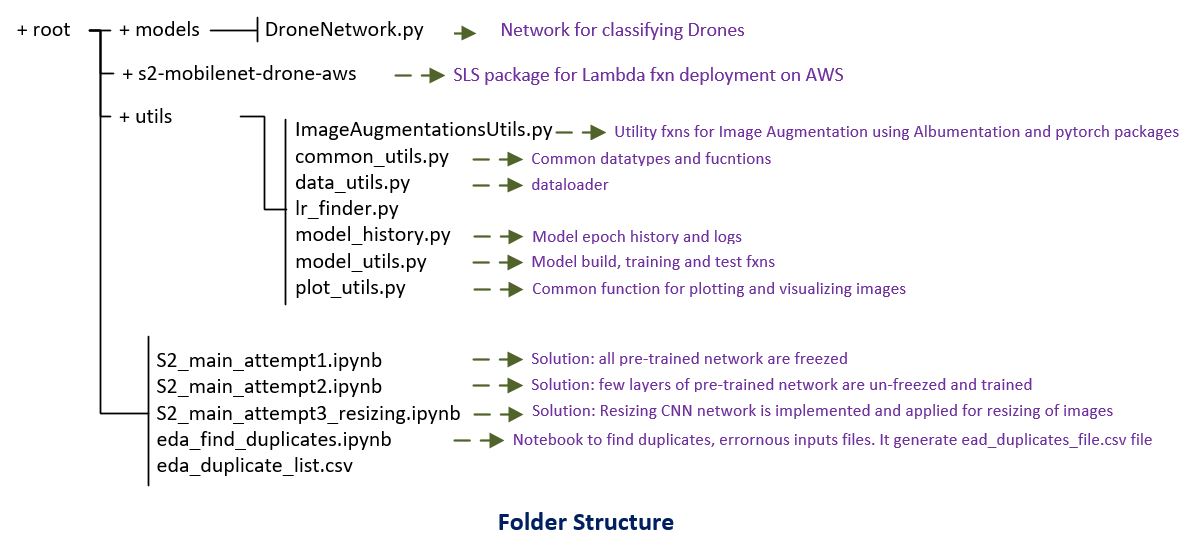 + root + models DroneNetwork.py Network for classifying Drones
+ s2-mobilenet-drone-aws SLS package for Lambda fxn deployment on AWS
+ utils
ImageAugmentationsUtils.py Utility fxns for Image Augmentation using Albumentation and pytorch packages
common_utils.py Common datatypes and fucntions
data_utils.py dataloader
lr_finder.py
model_history.py Model epoch history and logs
model_utils.py Model build, training and test fxns
plot_utils.py Common function for plotting and visualizing images
S2_main_attempt1.ipynb Solution: all pre-trained network are freezed
S2_main_attempt2.ipynb Solution: few layers of pre-trained network are un-freezed and trained
S2_main_attempt3_resizing.ipynb Solution: Resizing CNN network is implemented and applied for resizing of images
eda_find_duplicates.ipynb Notebook to find duplicates, errornous inputs files. It generate ead_duplicates_file.csv file
eda_duplicate_list.csv
Folder Structure